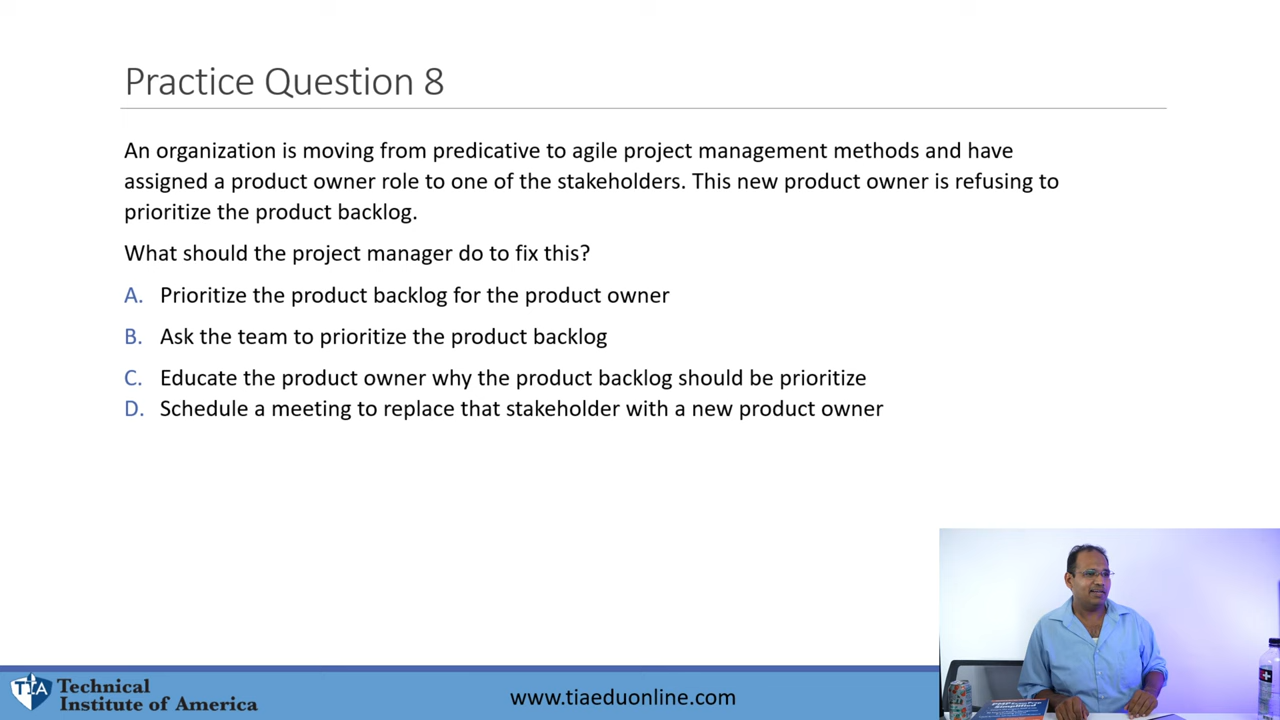 Practice Question 8
An organization is moving from predicative to agile project management methods and have
assigned a product owner role to one of the stakeholders. This new product owner is refusing to
prioritize the product backlog.
What should the project manager do to fix this?
A. Prioritize the product backlog for the product owner
B. Ask the team to prioritize the product backlog
C. Educate the product owner why the product backlog should be prioritize
D. Schedule a meeting to replace that stakeholder with a new product owner
TIA
Technical
Institute of America
www.tiaeduonline.com